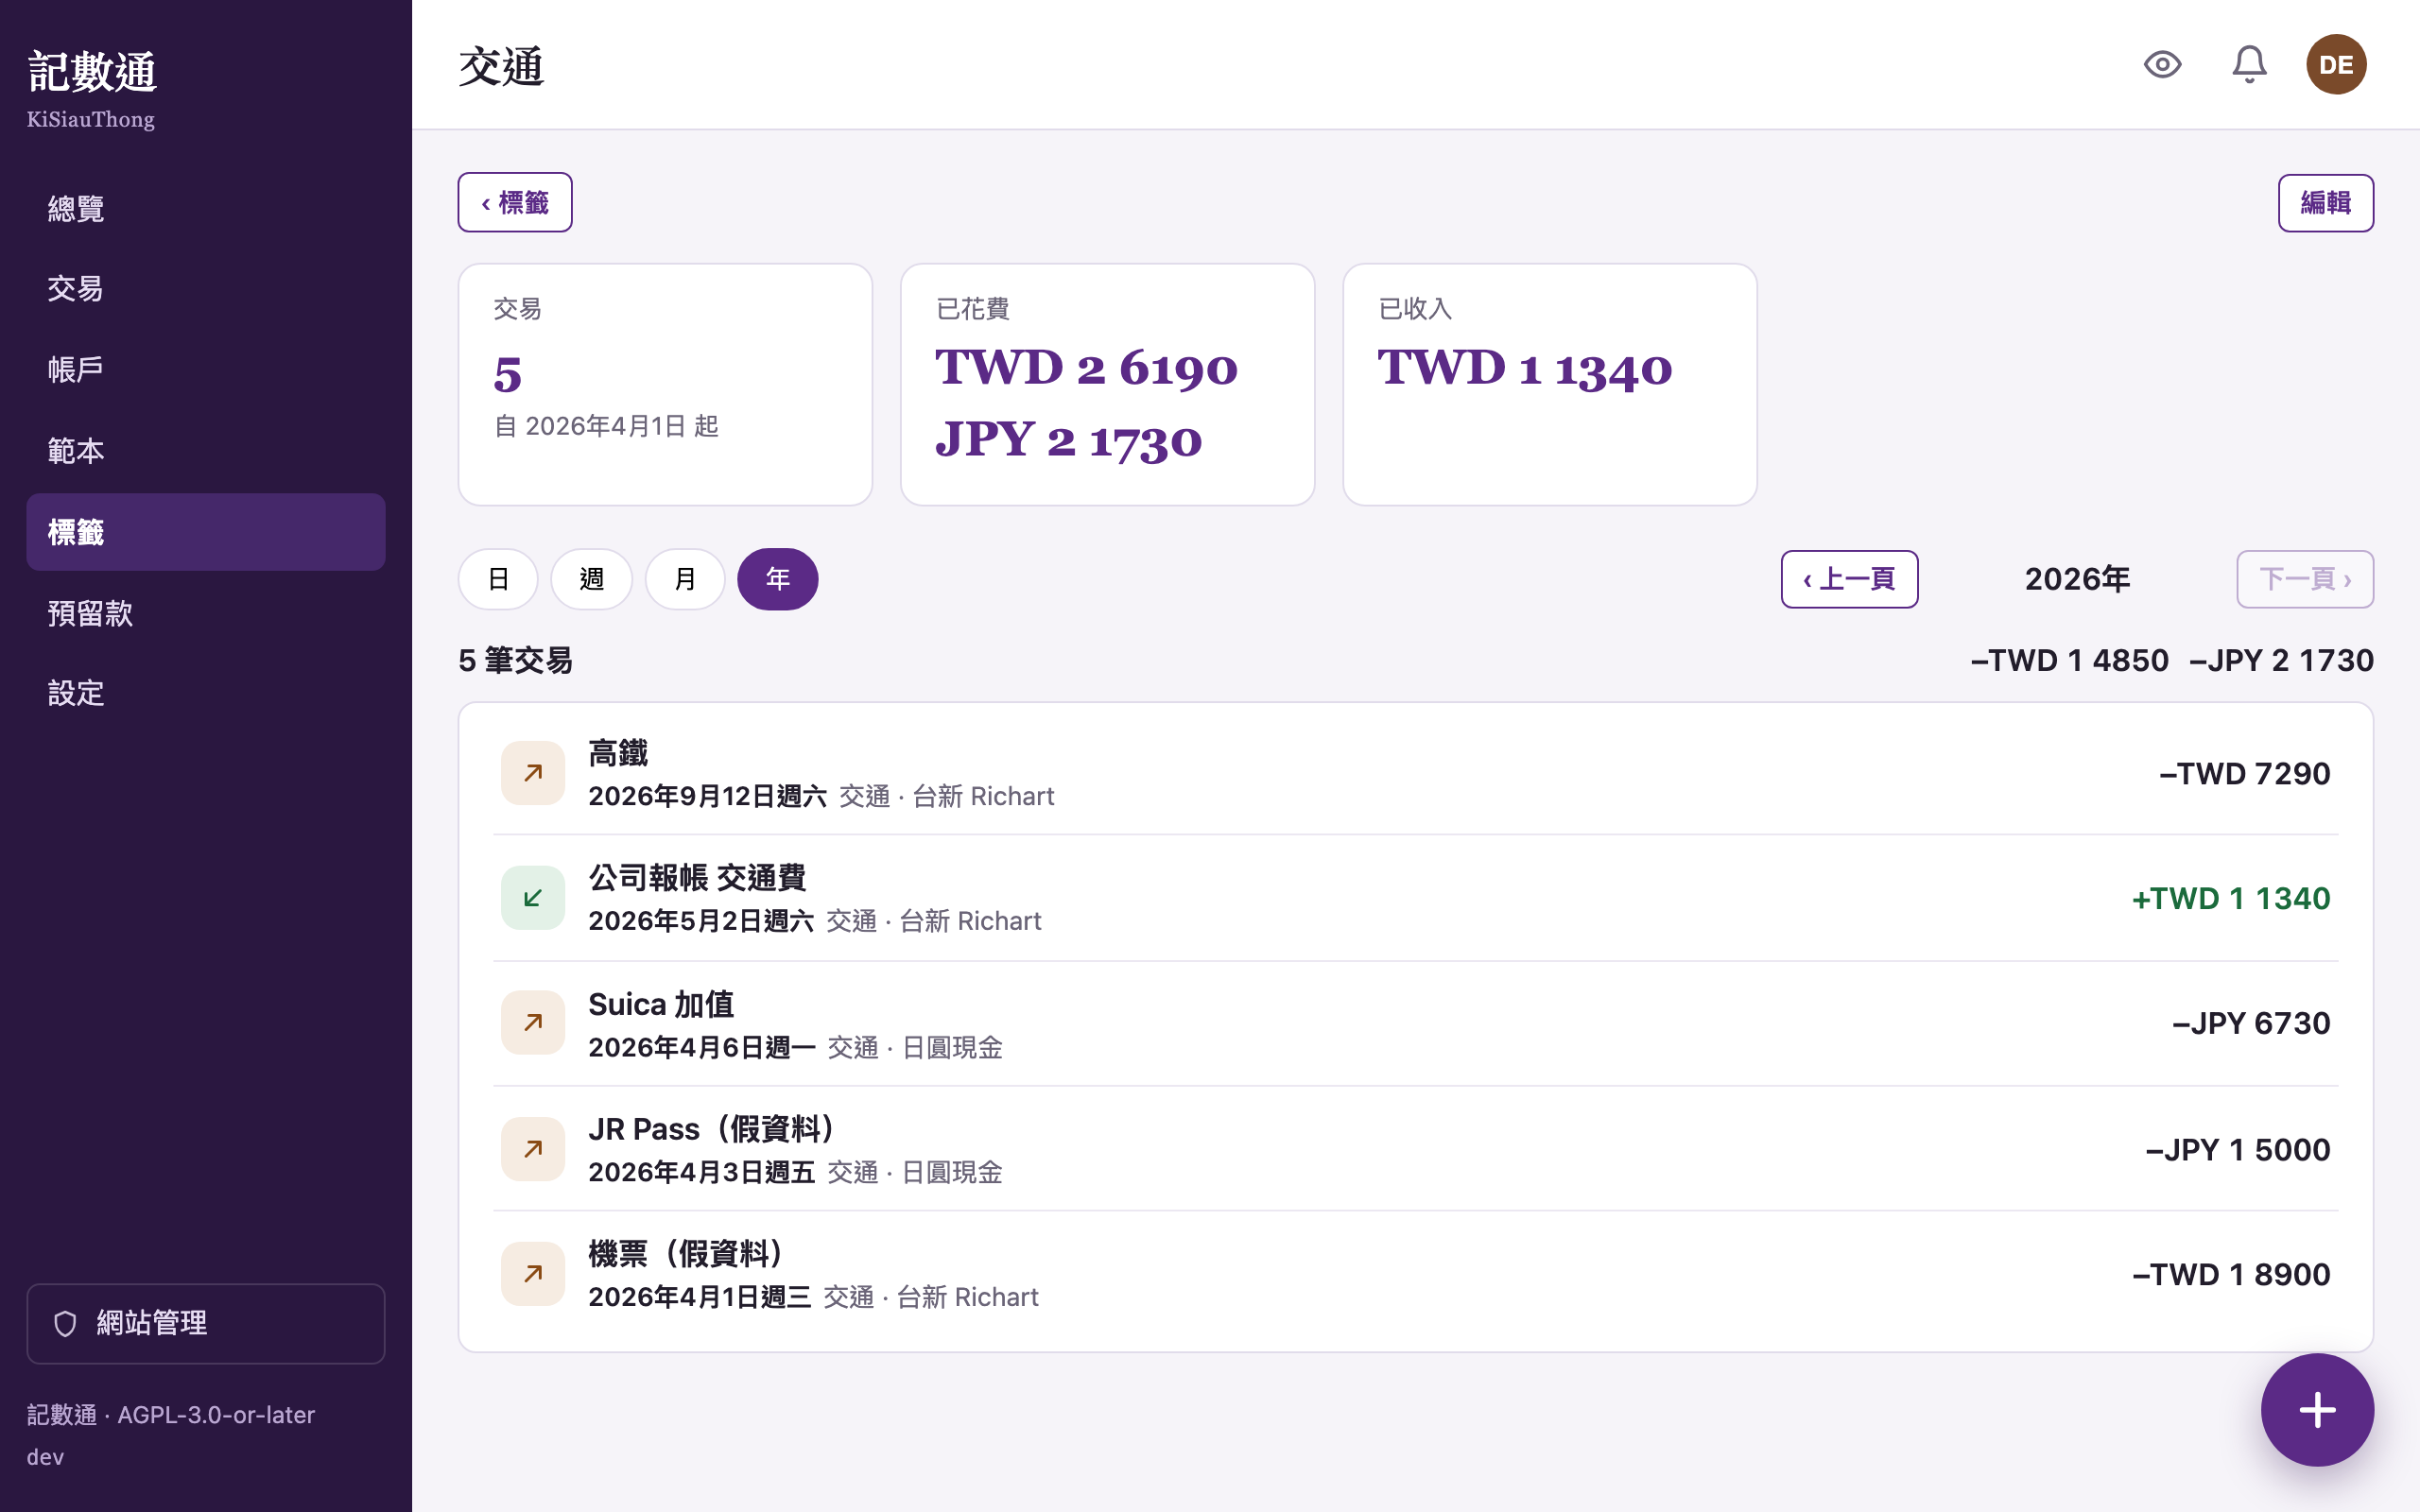 記數通
KiSiauThong
總覽
交易
帳戶
範本
標籤
預留款
設定
網站管理
記數通 · AGPL-3.0-or-later
dev
交通
DE
‹ 標籤
編輯
交易
5
自 2026年4月1日 起
已花費
TWD 2 6190
JPY 2 1730
已收入
TWD 1 1340
日
週
月
年
‹ 上一頁
2026年
下一頁 ›
5 筆交易
–TWD 1 4850 –JPY 2 1730
高鐵
2026年9月12日週六 交通 · 台新 Richart
–TWD 7290
公司報帳 交通費
2026年5月2日週六 交通 · 台新 Richart
+TWD 1 1340
Suica 加值
2026年4月6日週一 交通 · 日圓現金
–JPY 6730
JR Pass（假資料）
2026年4月3日週五 交通 · 日圓現金
–JPY 1 5000
機票（假資料）
2026年4月1日週三 交通 · 台新 Richart
–TWD 1 8900